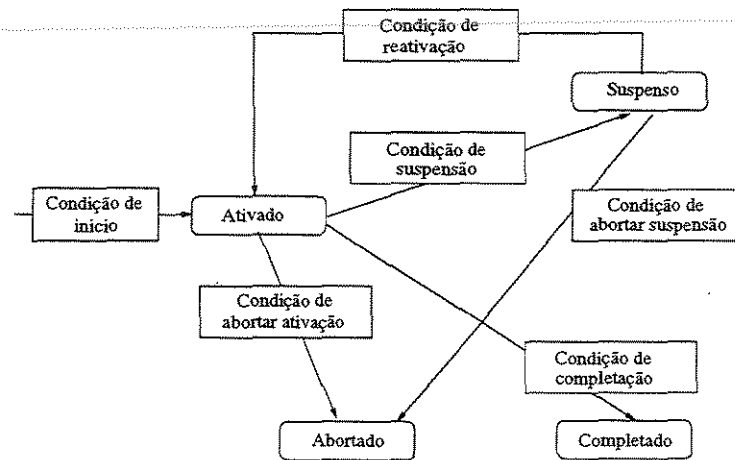 Condição de
reativação
Suspenso
Condição de
suspensão
Condição de
inicio
Ativado
Condição de
abortar suspensão
Condição de
abortar ativação
Condição de
completação
Abortado
Completado